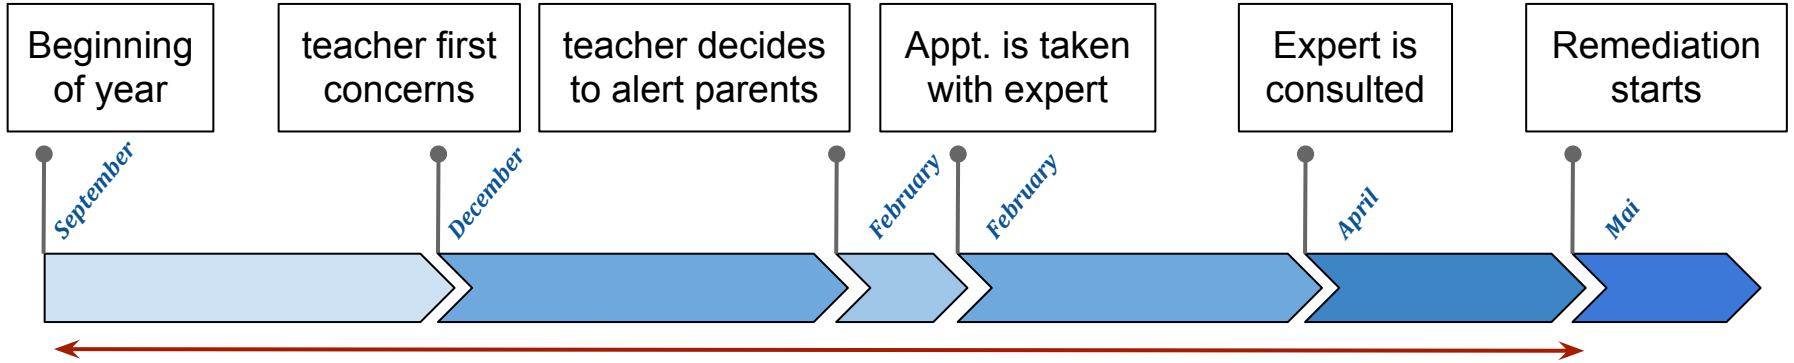 Beginning
of year
teacher first
concerns
teacher decides
to alert parents
Appt. is taken
with expert
Expert is
consulted
Remediation
starts
September
December
February
February
April
Mai